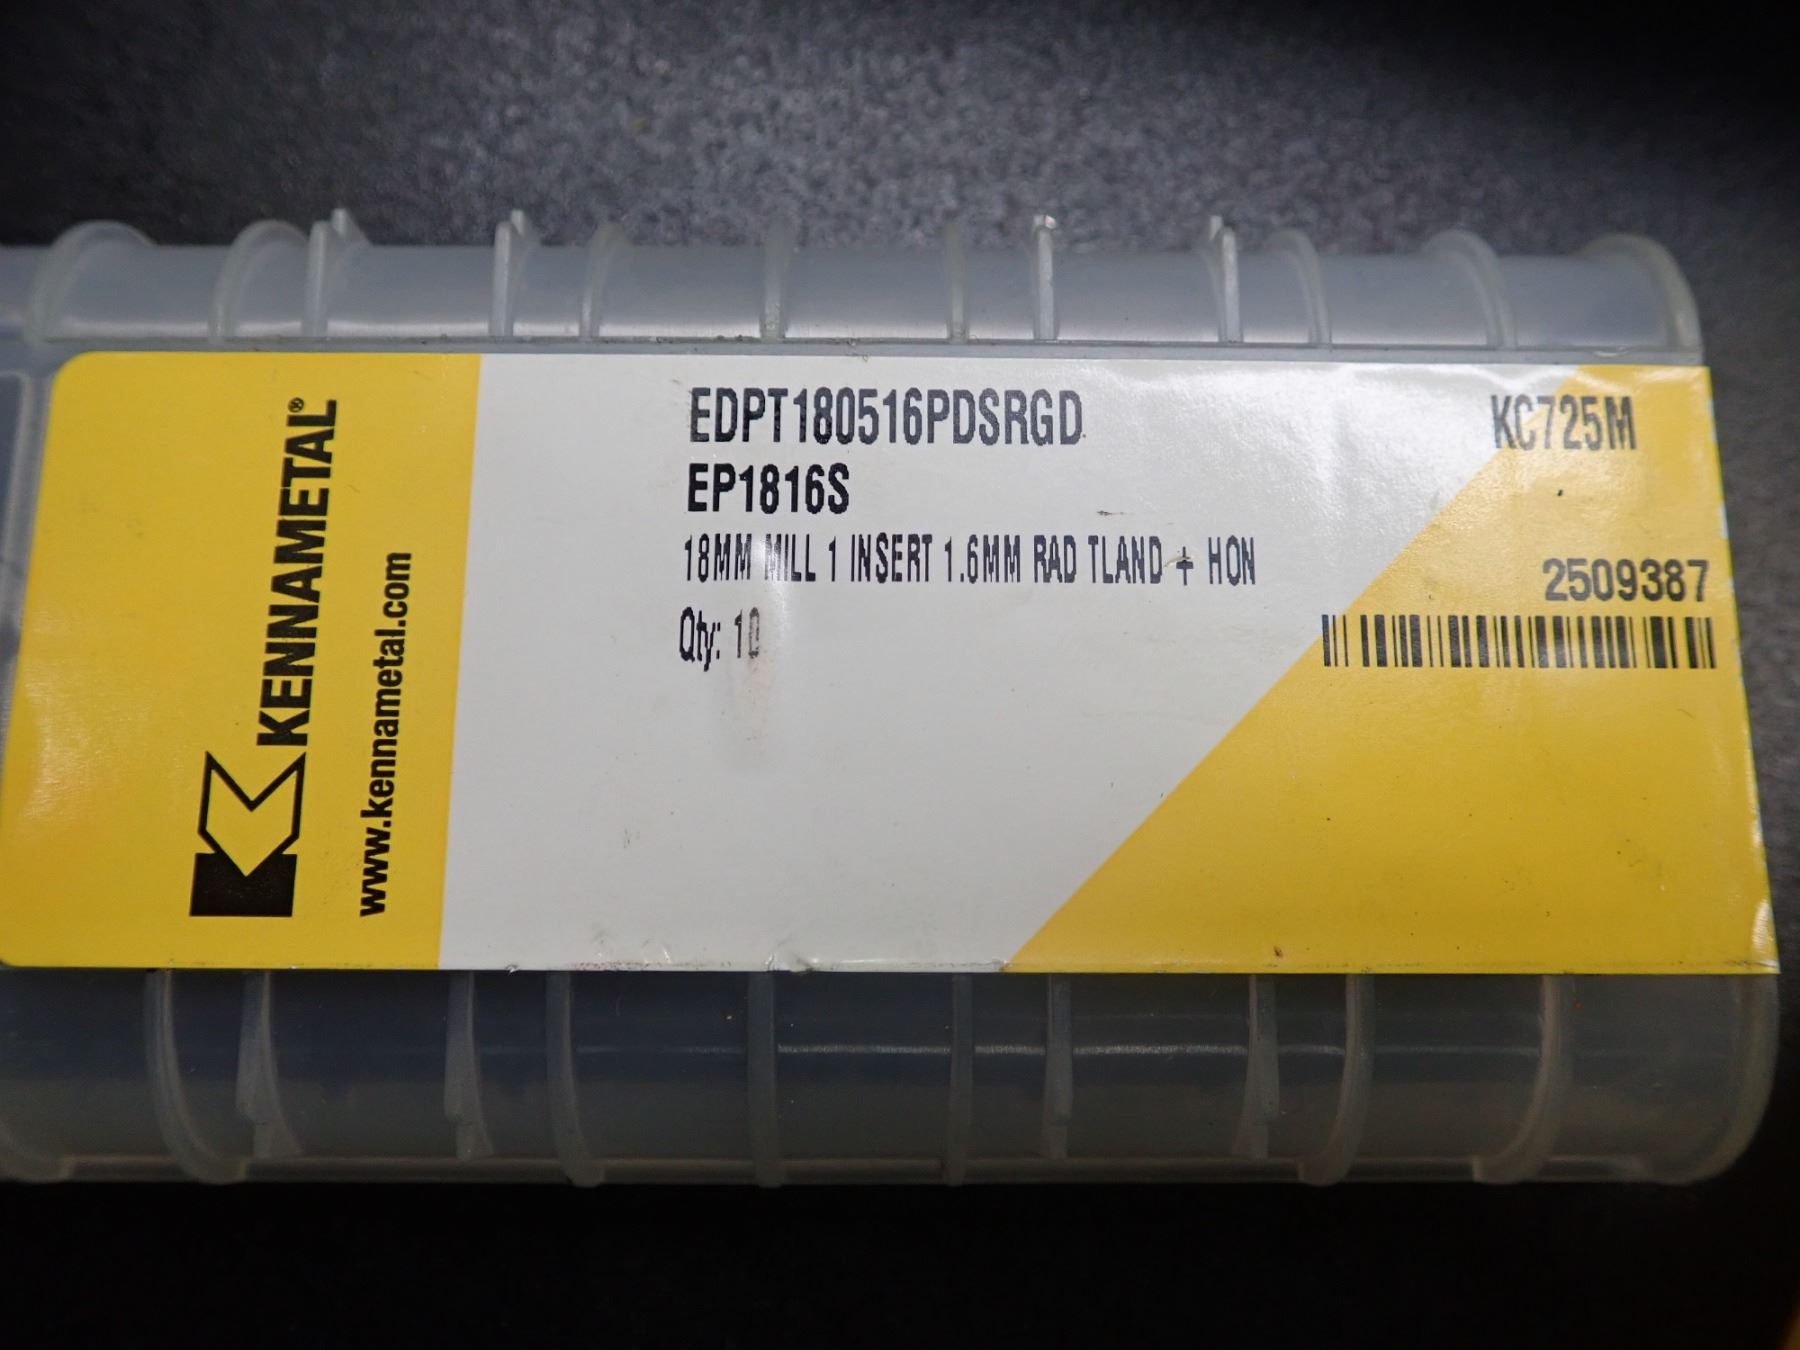 KENNAMETAL®
www.kennametal.com
EDPT180516PDSRGD
KC725M
EP1816S
18MM MILL 1 INSERT 1.6MM RAD TLAND + HON
2509387
Qty: 10